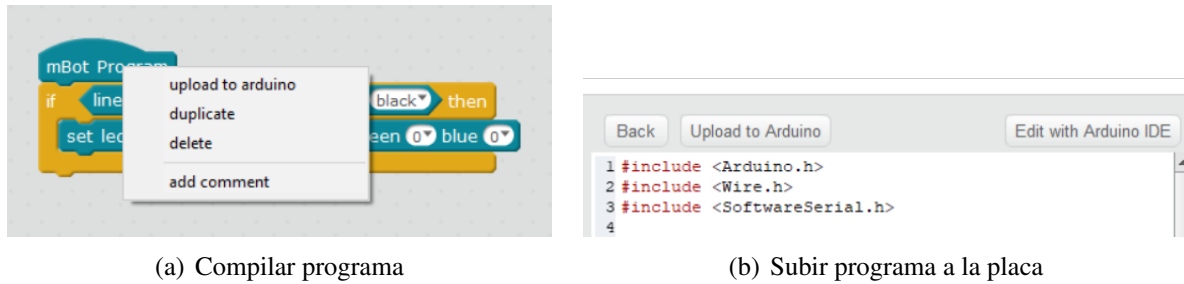 mBot Program
upload to arduino
if line black then
duplicate
set led een 0 blue 0
delete
add comment
(a) Compilar programa
Back Upload to Arduino Edit with Arduino IDE
1 #include <Arduino.h>
2 #include <Wire.h>
3 #include <SoftwareSerial.h>
4
(b) Subir programa a la placa